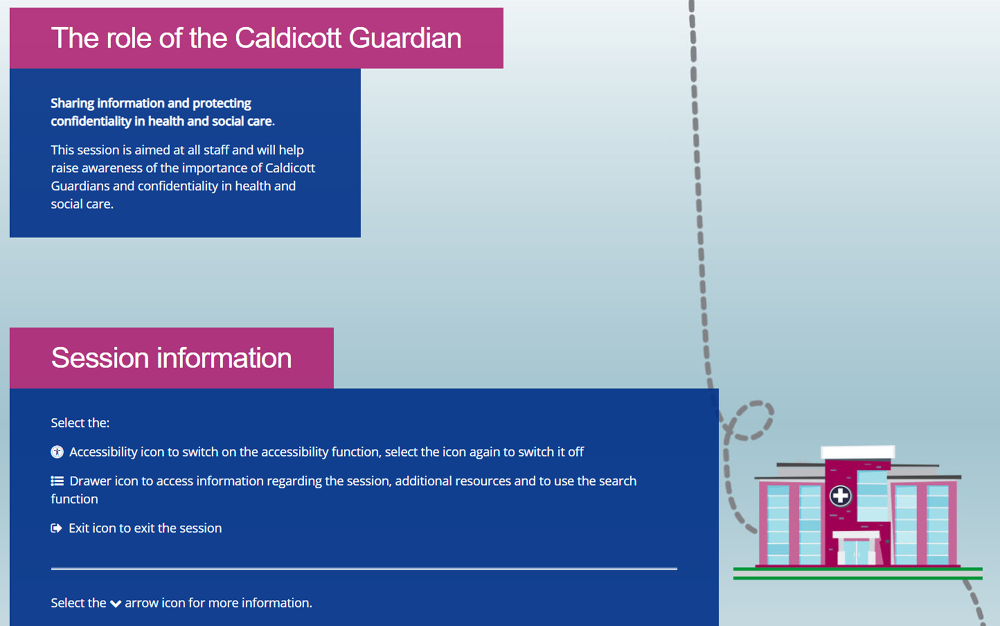 The role of the Caldicott Guardian
Sharing information and protecting
confidentiality in health and social care.
This session is aimed at all staff and will help
raise awareness of the importance of Caldicott
Guardians and confidentiality in health and
social care.
Session information
Select the:
Accessibility icon to switch on the accessibility function, select the icon again to switch it off
Drawer icon to access information regarding the session, additional resources and to use the search
function
Exit icon to exit the session
Select the arrow icon for more information.